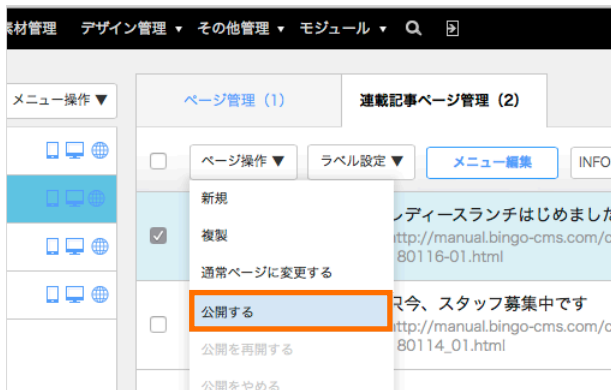 素材管理 デザイン管理 ▼ その他管理 ▼ モジュール ▼
メニュー操作 ▼
ページ管理（1）
連載記事ページ管理（2）
ページ操作 ▼
ラベル設定 ▼
メニュー編集
INFO
新規
複製
通常ページに変更する
公開する
公開を再開する
公開をやめる
レディースランチはじめました
http://manual.bingo-cms.com/
80116-01.html
只今、スタッフ募集中です
http://manual.bingo-cms.com/
80114_01.html